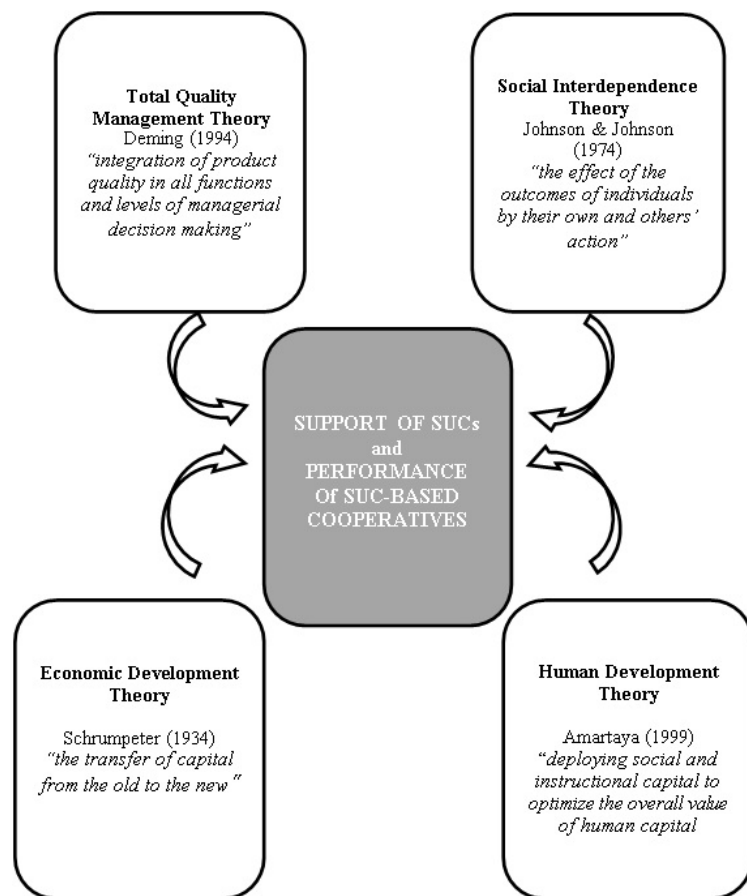 Total Quality
Management Theory
Deming (1994)
“integration of product
quality in all functions
and levels of managerial
decision making”
Social Interdependence
Theory
Johnson & Johnson
(1974)
“the effect of the
outcomes of individuals
by their own and others’
action”
SUPPORT OF SUCs
and
PERFORMANCE
Of SUC-BASED
COOPERATIVES
Economic Development
Theory
Schrumpeter (1934)
“the transfer of capital
from the old to the new”
Human Development
Theory
Amartaya (1999)
“deploying social and
instructional capital to
optimize the overall value
of human capital